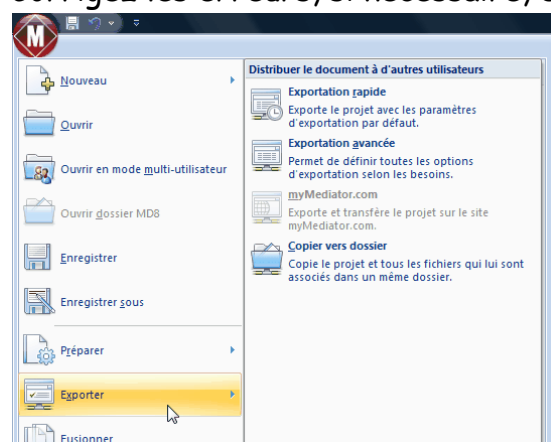 M
Nouveau
Ouvrir
Ouvrir en mode multi-utilisateur
Ouvrir dossier MD8
Enregistrer
Enregistrer sous
Préparer
Exporter
Fusionner
Distribuer le document à d'autres utilisateurs
Exportation rapide
Exporte le projet avec les paramètres
d'exportation par défaut.
Exportation avancée
Permet de définir toutes les options
d'exportation selon les besoins.
myMediator.com
Exporte et transfère le projet sur le site
myMediator.com.
Copier vers dossier
Copie le projet et tous les fichiers qui lui sont
associés dans un même dossier.